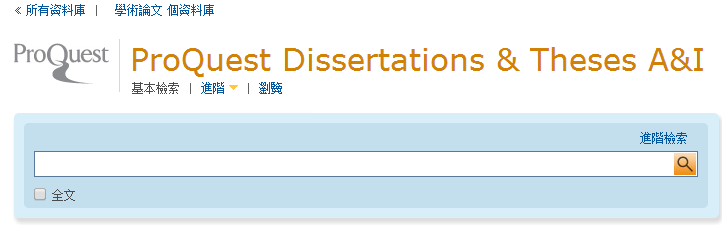 « 所有資料庫 | 學術論文 個資料庫
ProQuest
ProQuest Dissertations & Theses A&I
基本檢索 | 進階 | 瀏覽
進階檢索
全文